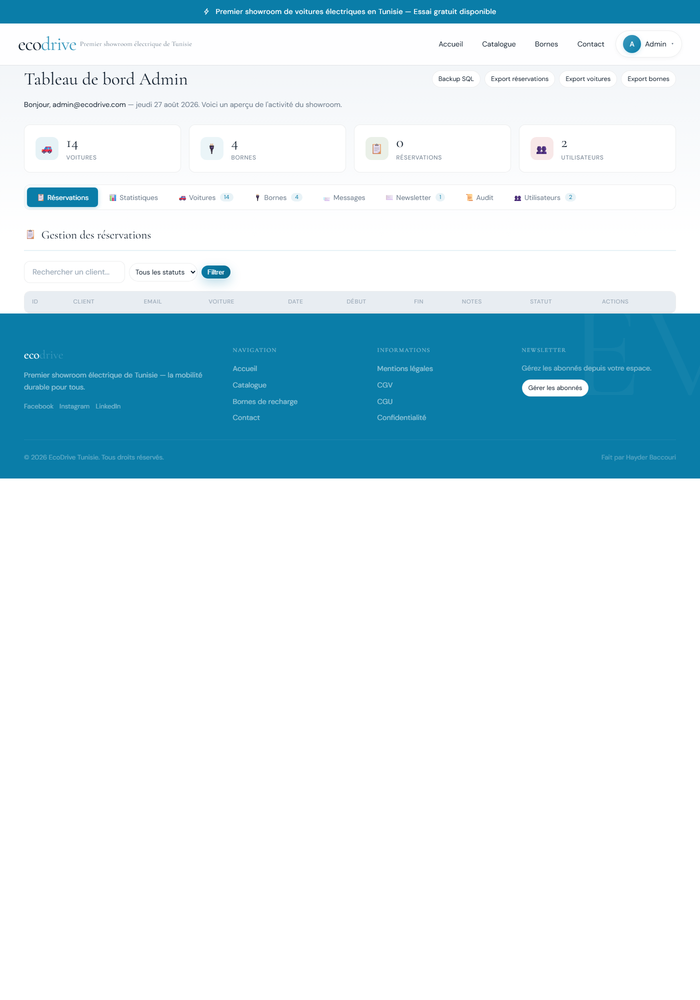 Premier showroom de voitures électriques en Tunisie — Essai gratuit disponible
ecodrive Premier showroom électrique de Tunisie
Accueil Catalogue Bornes Contact A Admin
Tableau de bord Admin
Backup SQL Export réservations Export voitures Export bornes
Bonjour, admin@ecodrive.com — jeudi 27 août 2026. Voici un aperçu de l'activité du showroom.
14
VOITURES
4
BORNES
0
RÉSERVATIONS
2
UTILISATEURS
Réservations Statistiques Voitures 14 Bornes 4 Messages Newsletter 1 Audit Utilisateurs 2
Gestion des réservations
Rechercher un client... Tous les statuts Filtrer
ID CLIENT EMAIL VOITURE DATE DÉBUT FIN NOTES STATUT ACTIONS
EV
ecodrive
Premier showroom électrique de Tunisie — la mobilité
durable pour tous.
Facebook Instagram LinkedIn
NAVIGATION
Accueil
Catalogue
Bornes de recharge
Contact
INFORMATIONS
Mentions légales
CGV
CGU
Confidentialité
NEWSLETTER
Gérez les abonnés depuis votre espace.
Gérer les abonnés
© 2026 EcoDrive Tunisie. Tous droits réservés.
Fait par Hayder Baccouri